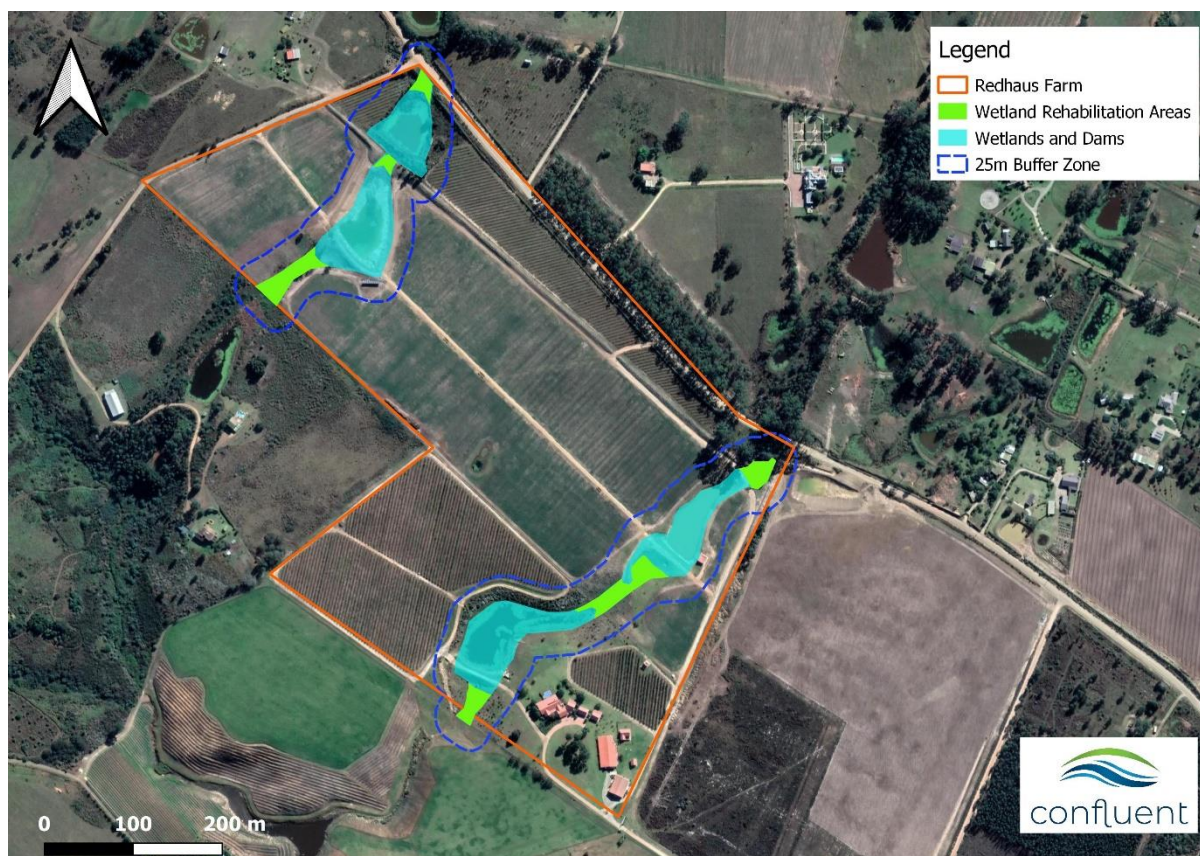 Legend
Redhaus Farm
Wetland Rehabilitation Areas
Wetlands and Dams
25m Buffer Zone
0 100 200 m
confluent